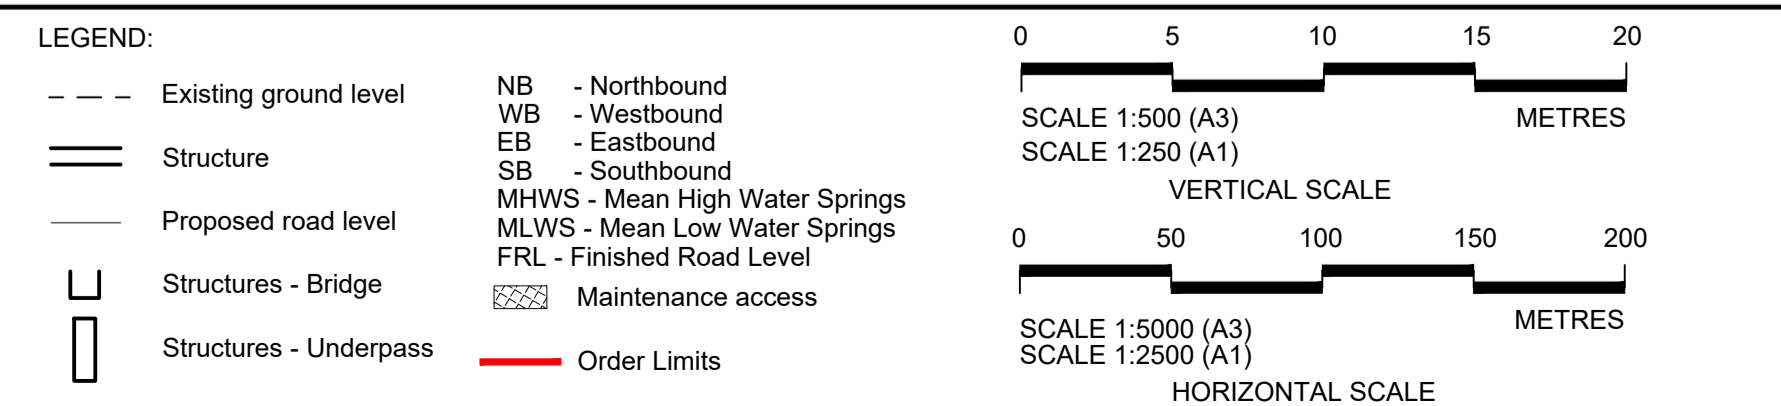 LEGEND:
Existing ground level
Structure
Proposed road level
Structures - Bridge
Structures - Underpass
NB - Northbound
WB - Westbound
EB - Eastbound
SB - Southbound
MHWS - Mean High Water Springs
MLWS - Mean Low Water Springs
FRL - Finished Road Level
Maintenance access
Order Limits
0 5 10 15 20
SCALE 1:500 (A3) METRES
SCALE 1:250 (A1)
VERTICAL SCALE
0 50 100 150 200
SCALE 1:5000 (A3) METRES
SCALE 1:2500 (A1)
HORIZONTAL SCALE